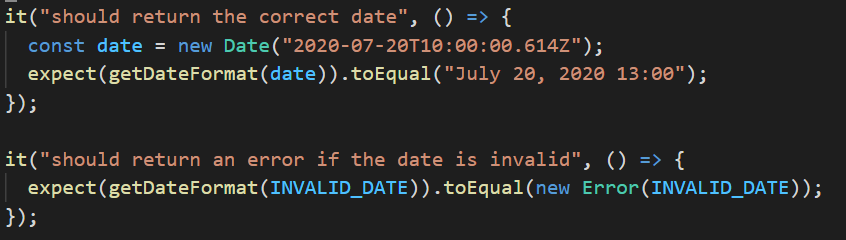 it("should return the correct date", () => {
const date = new Date("2020-07-20T10:00:00.614Z");
expect(getDateFormat(date)).toEqual("July 20, 2020 13:00");
});
it("should return an error if the date is invalid", () => {
expect(getDateFormat(INVALID_DATE)).toEqual(new Error(INVALID_DATE));
});